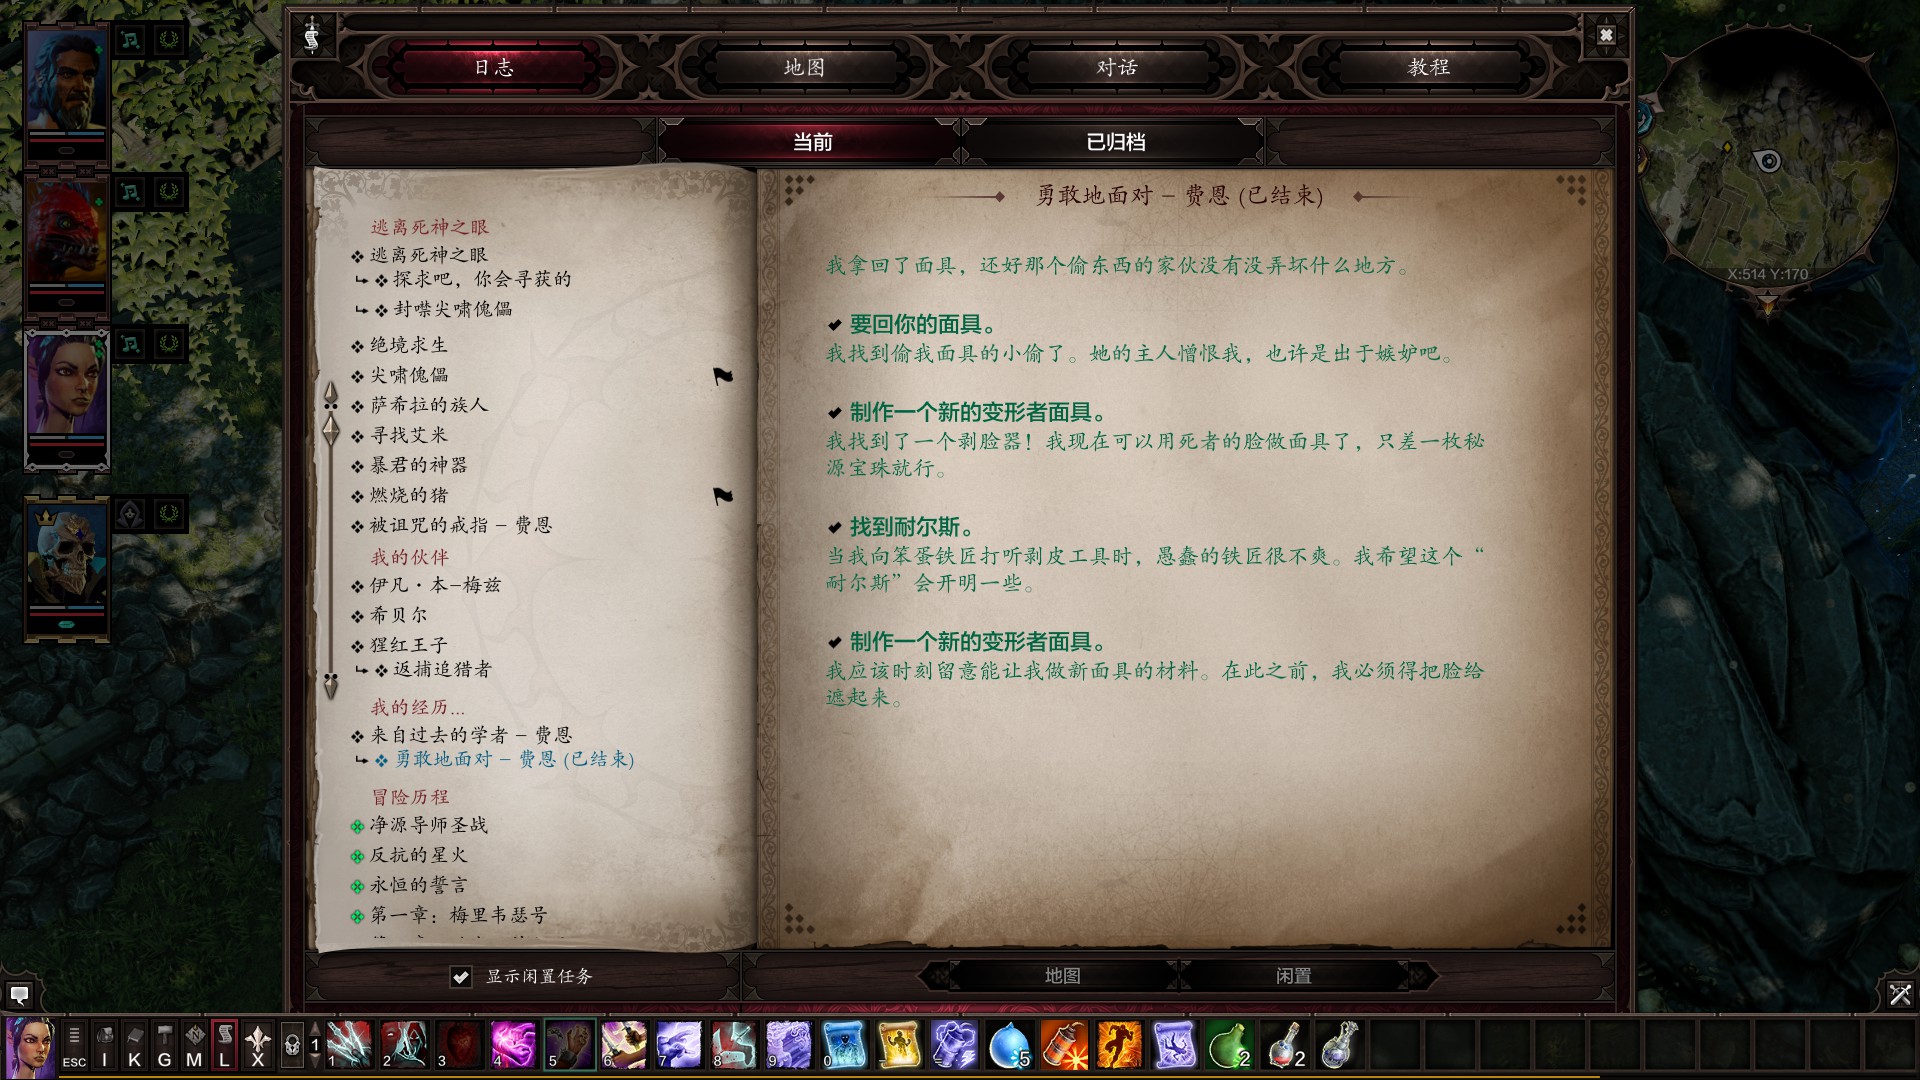 日志
地图
对话
教程
当前
已归档
逃离死神之眼
逃离死神之眼
探求吧，你会寻获的
封噤尖啸傀儡
绝境求生
尖啸傀儡
萨希拉的族人
寻找艾米
暴君的神器
燃烧的猪
被诅咒的戒指 – 费恩
我的伙伴
伊凡·本–梅兹
希贝尔
猩红王子
返捕追猎者
我的经历...
来自过去的学者 – 费恩
勇敢地面对 – 费恩 (已结束)
冒险历程
净源导师圣战
反抗的星火
永恒的誓言
第一章：梅里韦瑟号
显示闲置任务
勇敢地面对 – 费恩 (已结束)
我拿回了面具，还好那个偷东西的家伙没有没弄坏什么地方。
要回你的面具。
我找到偷我面具的小偷了。她的主人憎恨我，也许是出于嫉妒吧。
制作一个新的变形者面具。
我找到了一个剥脸器！我现在可以用死者的脸做面具了，只差一枚秘
源宝珠就行。
找到耐尔斯。
当我向笨蛋铁匠打听剥皮工具时，愚蠢的铁匠很不爽。我希望这个“
耐尔斯”会开明一些。
制作一个新的变形者面具。
我应该时刻留意能让我做新面具的材料。在此之前，我必须得把脸给
遮起来。
地图
闲置
X:514 Y:170
ESC I K G M L X 1 1 2 3 4 5 6 7 8 9 0 - = 5 2 2